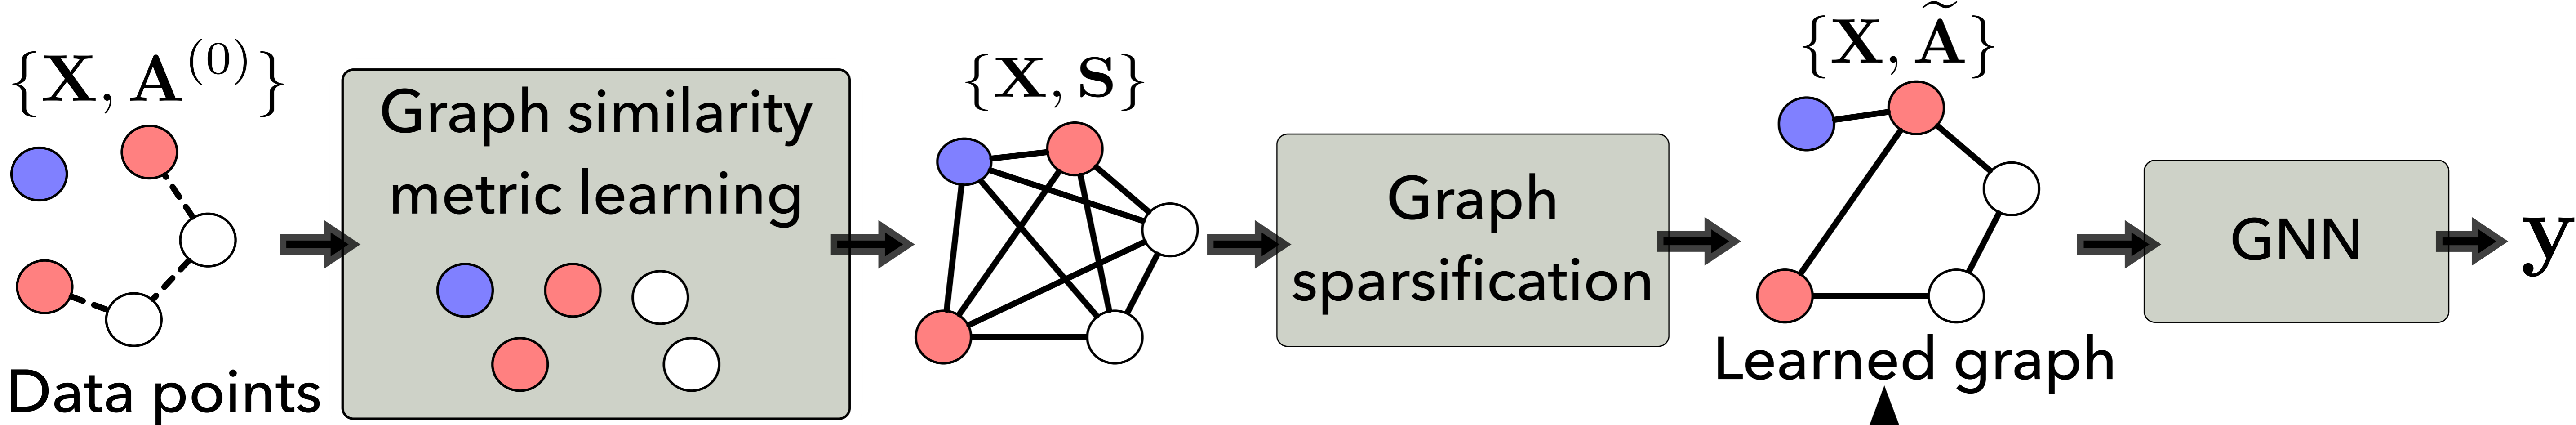 {X, A^(0)}
Data points
Graph similarity
metric learning
{X, S}
Graph
sparsification
{X, Ã}
Learned graph
GNN
y